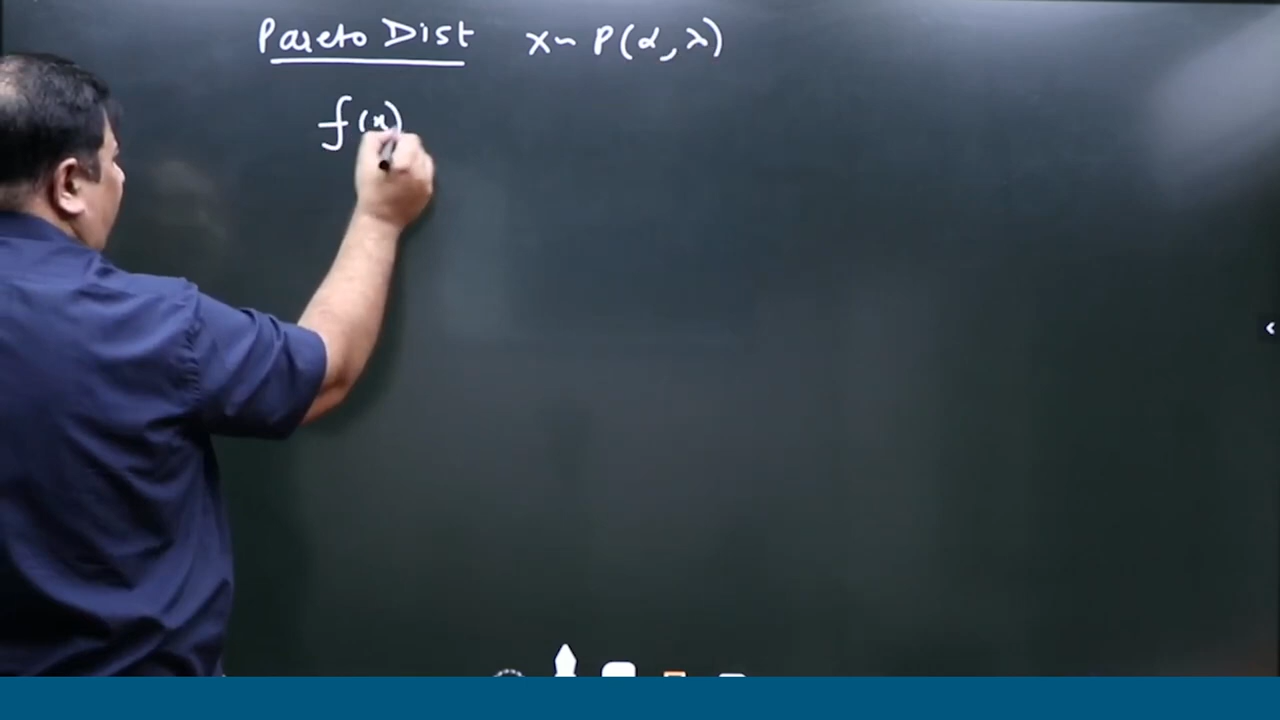 Pareto Dist x~ P(α, λ)
f(x)